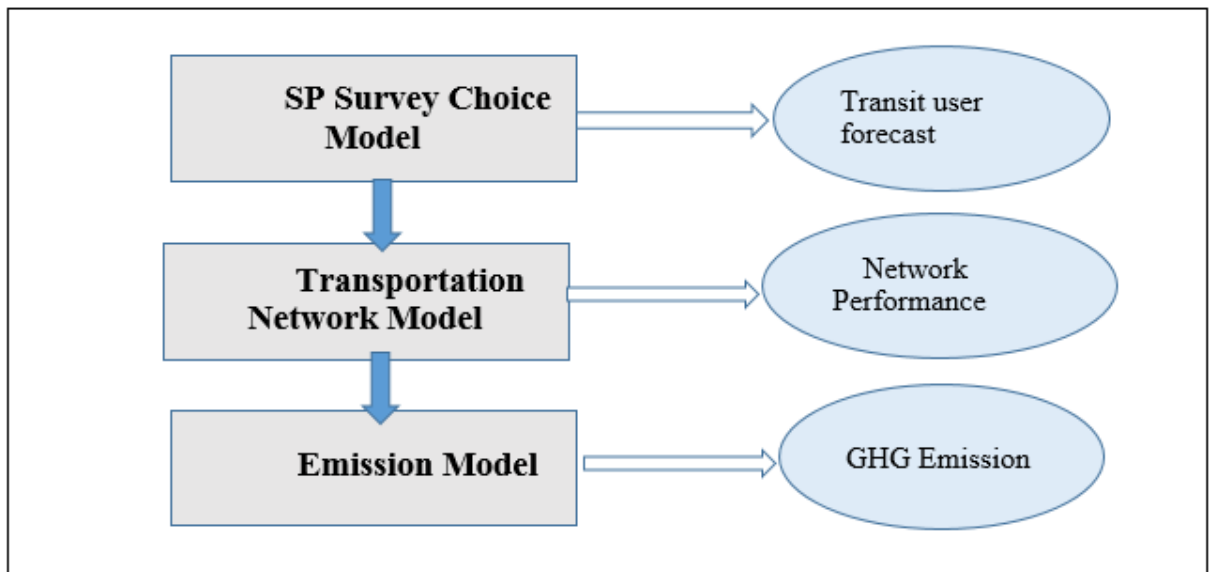 SP Survey Choice
Model
Transit user
forecast
Transportation
Network Model
Network
Performance
Emission Model
GHG Emission